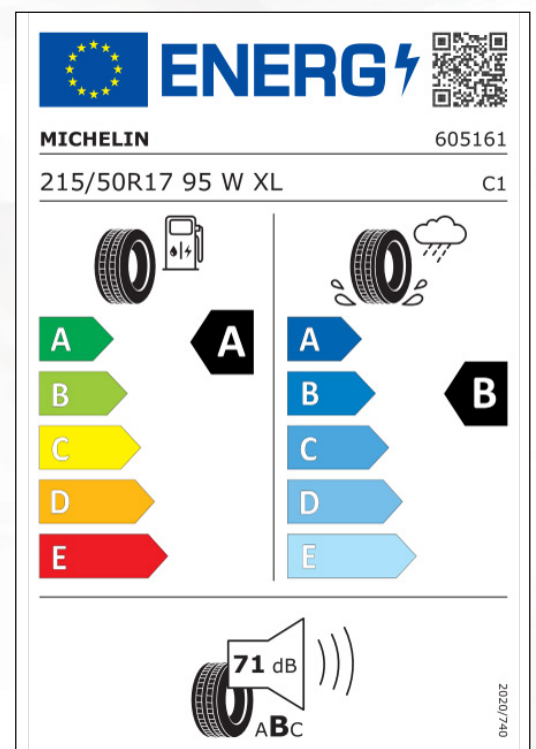 ENERG
MICHELIN 605161
215/50R17 95 W XL C1
A A A
B B B
C C
D D
E E
71 dB
ABC
2020/740